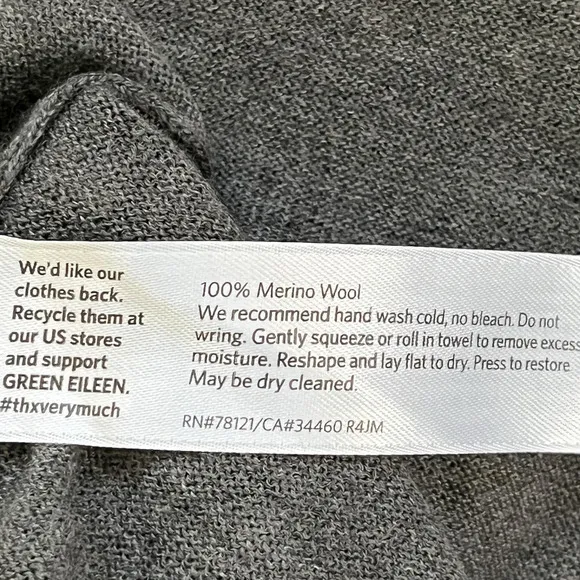 We'd like our
clothes back.
Recycle them at
our US stores
and support
GREEN EILEEN.
#thxverymuch
100% Merino Wool
We recommend hand wash cold, no bleach. Do not
wring. Gently squeeze or roll in towel to remove excess
moisture. Reshape and lay flat to dry. Press to restore
May be dry cleaned.
RN#78121/CA#34460 R4JM